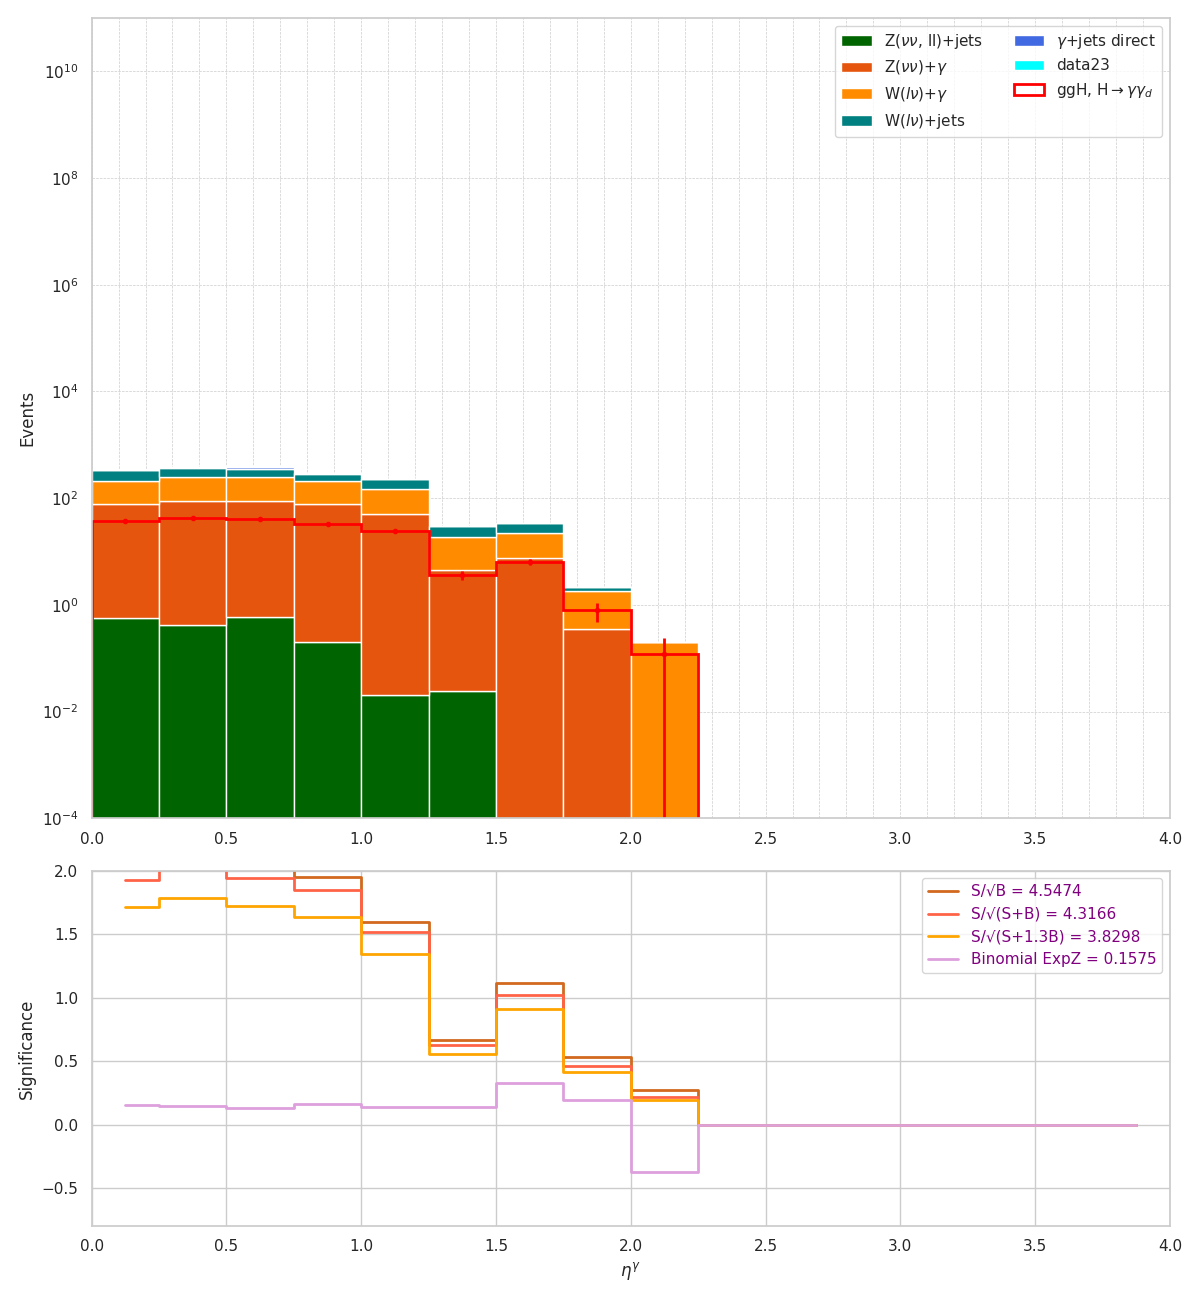 Z(νν, ll)+jets
Z(νν)+γ
W(lν)+γ
W(lν)+jets
γ+jets direct
data23
ggH, H→γγ_d
Events
10^10
10^8
10^6
10^4
10^2
10^0
10^−2
10^−4
0.0 0.5 1.0 1.5 2.0 2.5 3.0 3.5 4.0
S/√B = 4.5474
S/√(S+B) = 4.3166
S/√(S+1.3B) = 3.8298
Binomial ExpZ = 0.1575
Significance
2.0
1.5
1.0
0.5
0.0
−0.5
0.0 0.5 1.0 1.5 2.0 2.5 3.0 3.5 4.0
η^γ